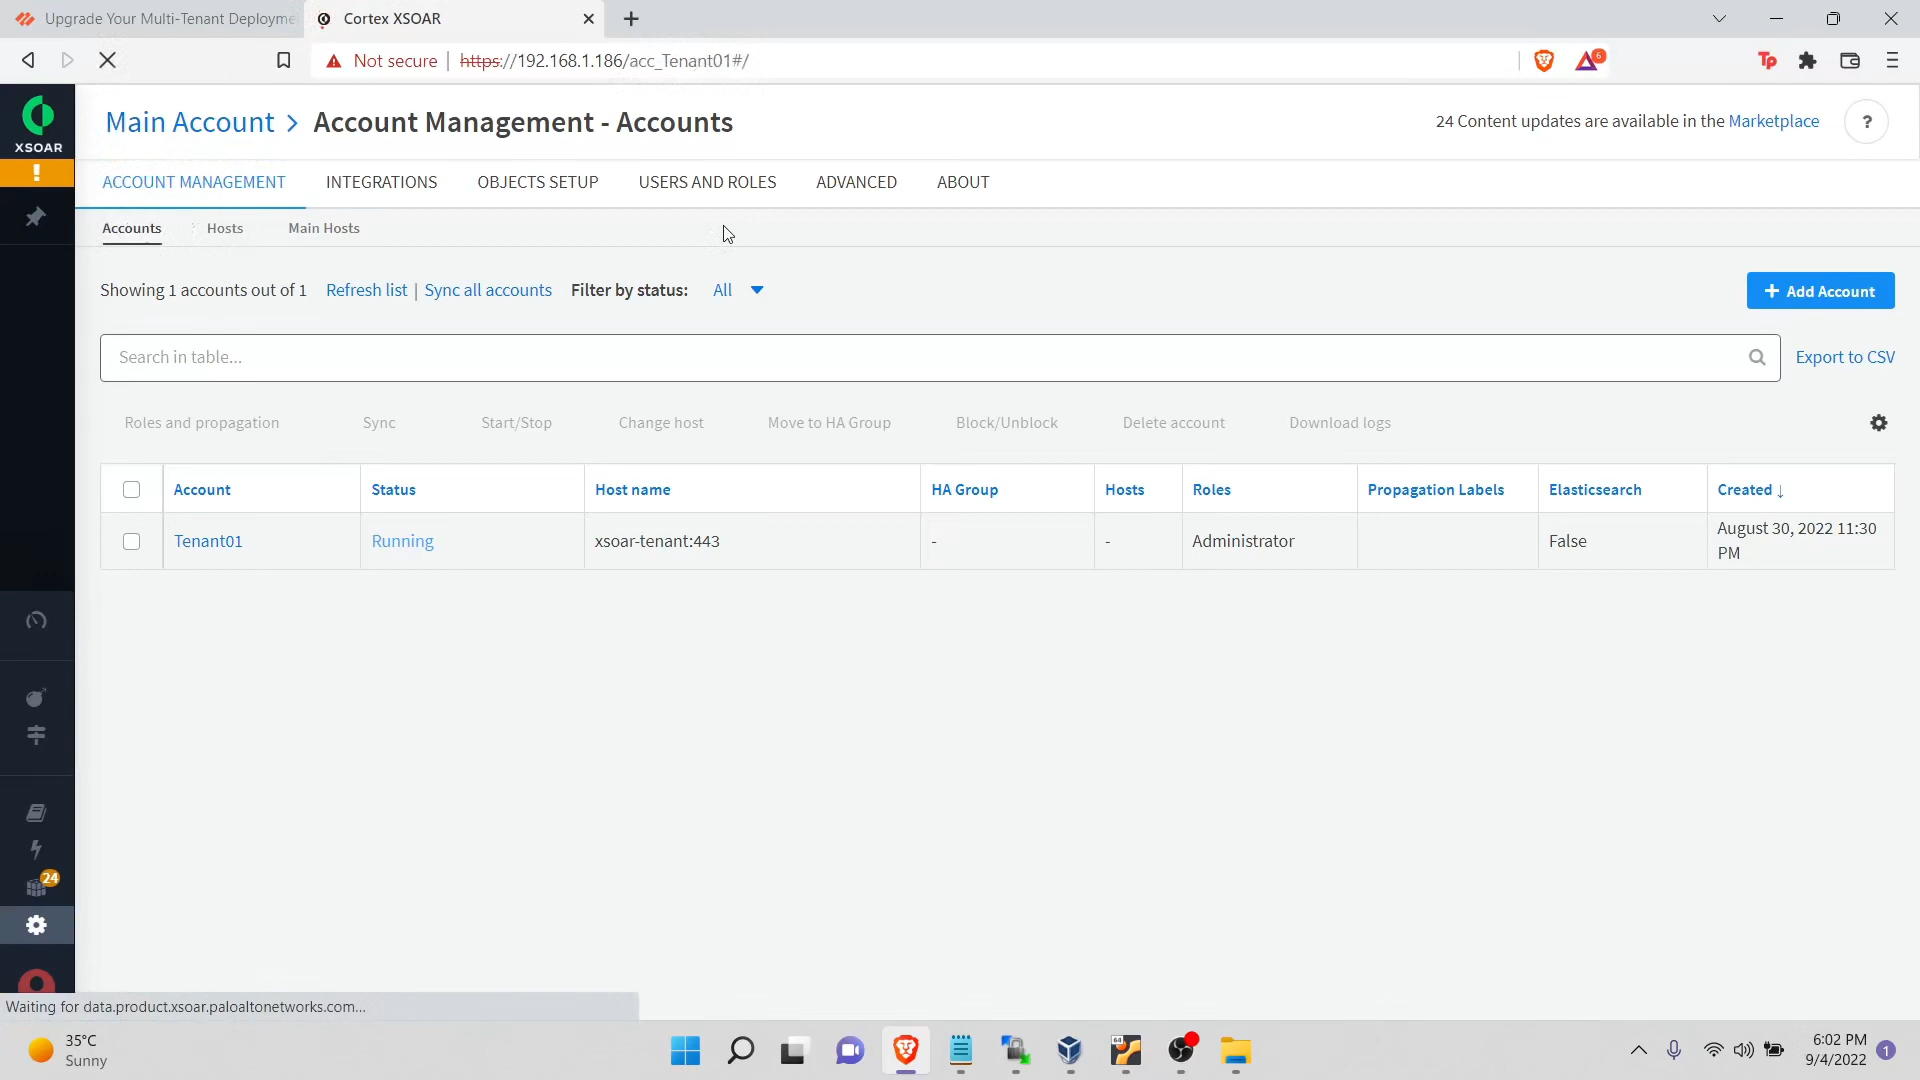 Upgrade Your Multi-Tenant Deployme
Cortex XSOAR
Not secure
https://192.168.1.186/acc_Tenant01#/
6
Tp
XSOAR
!
Main Account > Account Management - Accounts
24 Content updates are available in the Marketplace
?
ACCOUNT MANAGEMENT
INTEGRATIONS
OBJECTS SETUP
USERS AND ROLES
ADVANCED
ABOUT
Accounts
Hosts
Main Hosts
Showing 1 accounts out of 1
Refresh list | Sync all accounts
Filter by status:
All
+ Add Account
Search in table...
Export to CSV
Roles and propagation
Sync
Start/Stop
Change host
Move to HA Group
Block/Unblock
Delete account
Download logs
Account
Status
Host name
HA Group
Hosts
Roles
Propagation Labels
Elasticsearch
Created ↓
Tenant01
Running
xsoar-tenant:443
-
-
Administrator
False
August 30, 2022 11:30
PM
24
Waiting for data.product.xsoar.paloaltonetworks.com...
35°C
Sunny
64
6:02 PM
9/4/2022
1